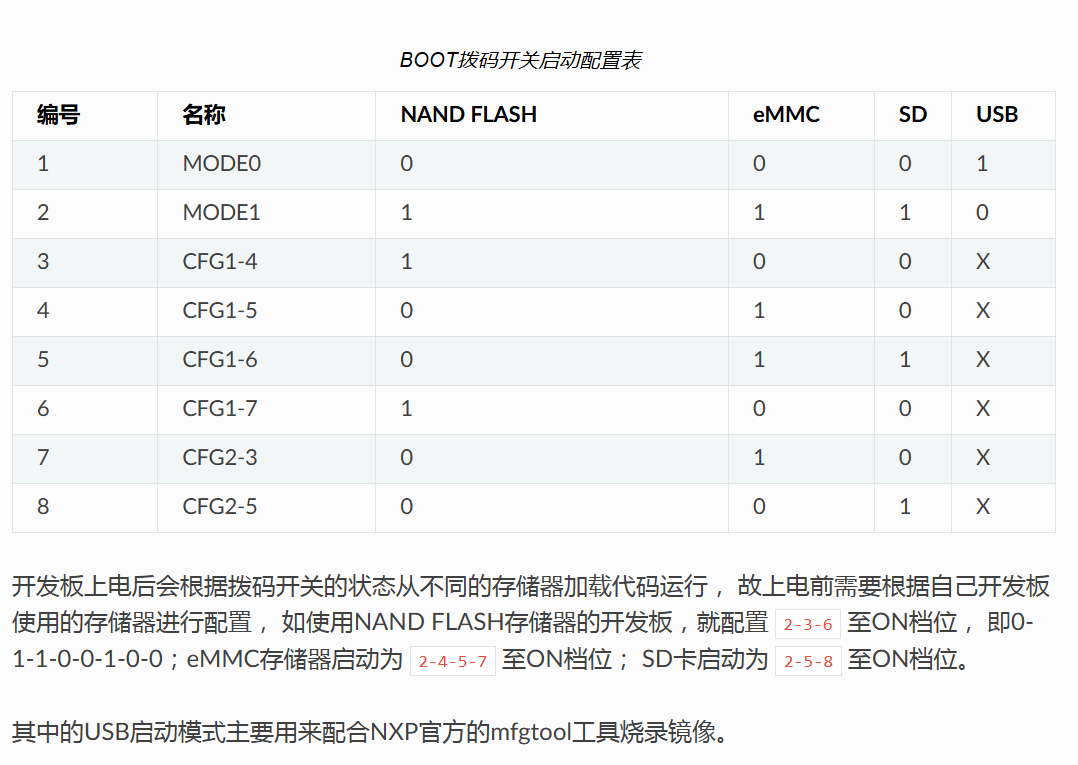 BOOT拨码开关启动配置表
编号 名称 NAND FLASH eMMC SD USB
1 MODE0 0 0 0 1
2 MODE1 1 1 1 0
3 CFG1-4 1 0 0 X
4 CFG1-5 0 1 0 X
5 CFG1-6 0 1 1 X
6 CFG1-7 1 0 0 X
7 CFG2-3 0 1 0 X
8 CFG2-5 0 0 1 X
开发板上电后会根据拨码开关的状态从不同的存储器加载代码运行，故上电前需要根据自己开发板
使用的存储器进行配置，如使用NAND FLASH存储器的开发板，就配置 2-3-6 至ON档位，即0-
1-1-0-0-1-0-0；eMMC存储器启动为 2-4-5-7 至ON档位；SD卡启动为 2-5-8 至ON档位。
其中的USB启动模式主要用来配合NXP官方的mfgtool工具烧录镜像。